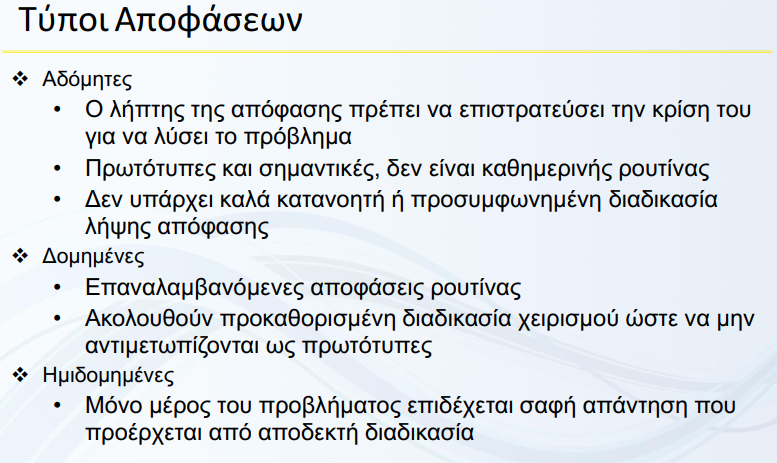 Τύποι Αποφάσεων
❖ Αδόμητες
• Ο λήπτης της απόφασης πρέπει να επιστρατεύσει την κρίση του
για να λύσει το πρόβλημα
• Πρωτότυπες και σημαντικές, δεν είναι καθημερινής ρουτίνας
• Δεν υπάρχει καλά κατανοητή ή προσυμφωνημένη διαδικασία
λήψης απόφασης
❖ Δομημένες
• Επαναλαμβανόμενες αποφάσεις ρουτίνας
• Ακολουθούν προκαθορισμένη διαδικασία χειρισμού ώστε να μην
αντιμετωπίζονται ως πρωτότυπες
❖ Ημιδομημένες
• Μόνο μέρος του προβλήματος επιδέχεται σαφή απάντηση που
προέρχεται από αποδεκτή διαδικασία